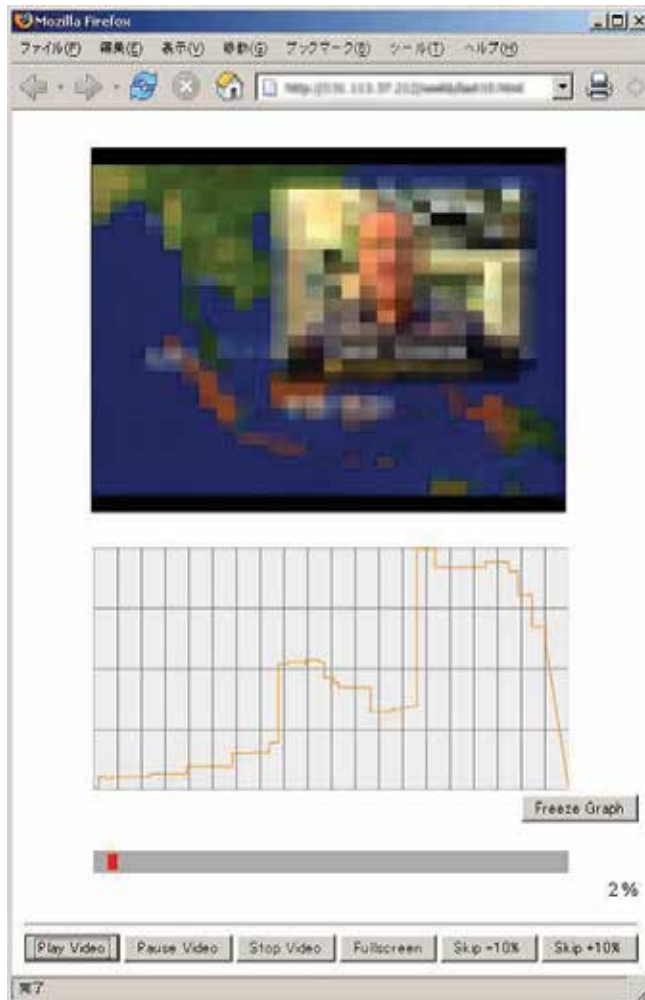 Mozilla Firefox
ファイル(F) 編集(E) 表示(V) 移動(G) ブックマーク(B) ツール(T) ヘルプ(H)
Freeze Graph
2%
Play Video Pause Video Stop Video Fullscreen Skip -10% Skip +10%
完了